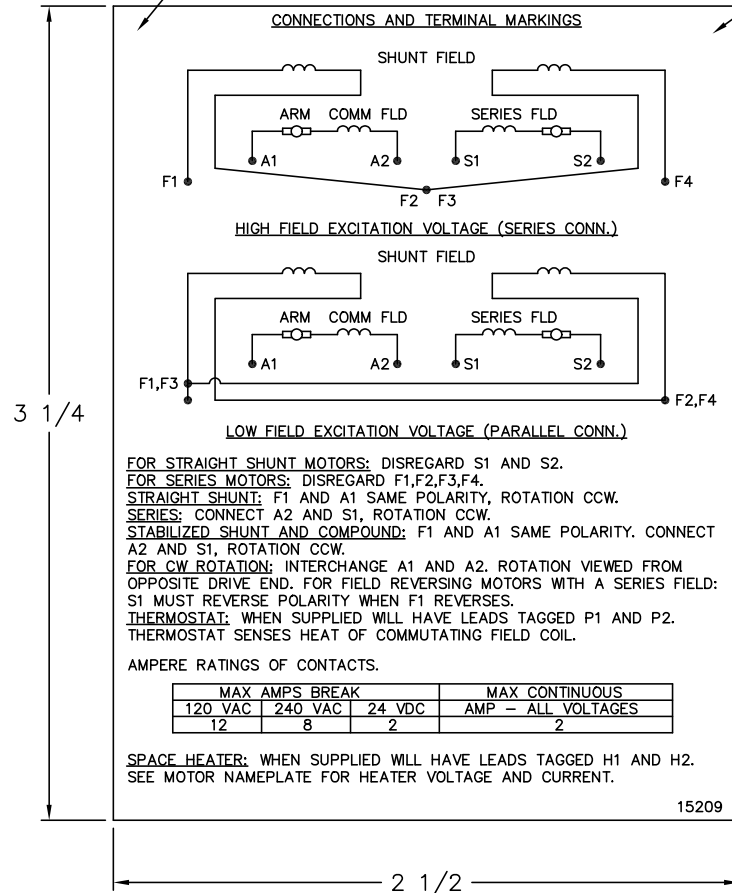 CONNECTIONS AND TERMINAL MARKINGS
SHUNT FIELD
ARM COMM FLD SERIES FLD
A1 A2 S1 S2
F1 F4
F2 F3
HIGH FIELD EXCITATION VOLTAGE (SERIES CONN.)
SHUNT FIELD
ARM COMM FLD SERIES FLD
A1 A2 S1 S2
F1,F3
F2,F4
3 1/4
LOW FIELD EXCITATION VOLTAGE (PARALLEL CONN.)
FOR STRAIGHT SHUNT MOTORS: DISREGARD S1 AND S2.
FOR SERIES MOTORS: DISREGARD F1,F2,F3,F4.
STRAIGHT SHUNT: F1 AND A1 SAME POLARITY, ROTATION CCW.
SERIES: CONNECT A2 AND S1, ROTATION CCW.
STABILIZED SHUNT AND COMPOUND: F1 AND A1 SAME POLARITY. CONNECT
A2 AND S1, ROTATION CCW.
FOR CW ROTATION: INTERCHANGE A1 AND A2. ROTATION VIEWED FROM
OPPOSITE DRIVE END. FOR FIELD REVERSING MOTORS WITH A SERIES FIELD:
S1 MUST REVERSE POLARITY WHEN F1 REVERSES.
THERMOSTAT: WHEN SUPPLIED WILL HAVE LEADS TAGGED P1 AND P2.
THERMOSTAT SENSES HEAT OF COMMUTATING FIELD COIL.
AMPERE RATINGS OF CONTACTS.
MAX AMPS BREAK MAX CONTINUOUS
120 VAC 240 VAC 24 VDC AMP – ALL VOLTAGES
12 8 2 2
SPACE HEATER: WHEN SUPPLIED WILL HAVE LEADS TAGGED H1 AND H2.
SEE MOTOR NAMEPLATE FOR HEATER VOLTAGE AND CURRENT.
15209
2 1/2